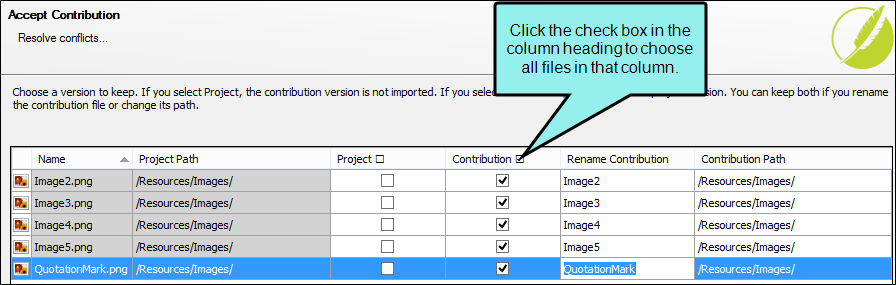 Accept Contribution
Resolve conflicts...
Click the check box in the
column heading to choose
all files in that column.
Choose a version to keep. If you select Project, the contribution version is not imported. If you selec rsion. You can keep both if you rename
the contribution file or change its path.
Name Project Path Project Contribution Rename Contribution Contribution Path
Image2.png /Resources/Images/ Image2 /Resources/Images/
Image3.png /Resources/Images/ Image3 /Resources/Images/
Image4.png /Resources/Images/ Image4 /Resources/Images/
Image5.png /Resources/Images/ Image5 /Resources/Images/
QuotationMark.png /Resources/Images/ QuotationMark /Resources/Images/